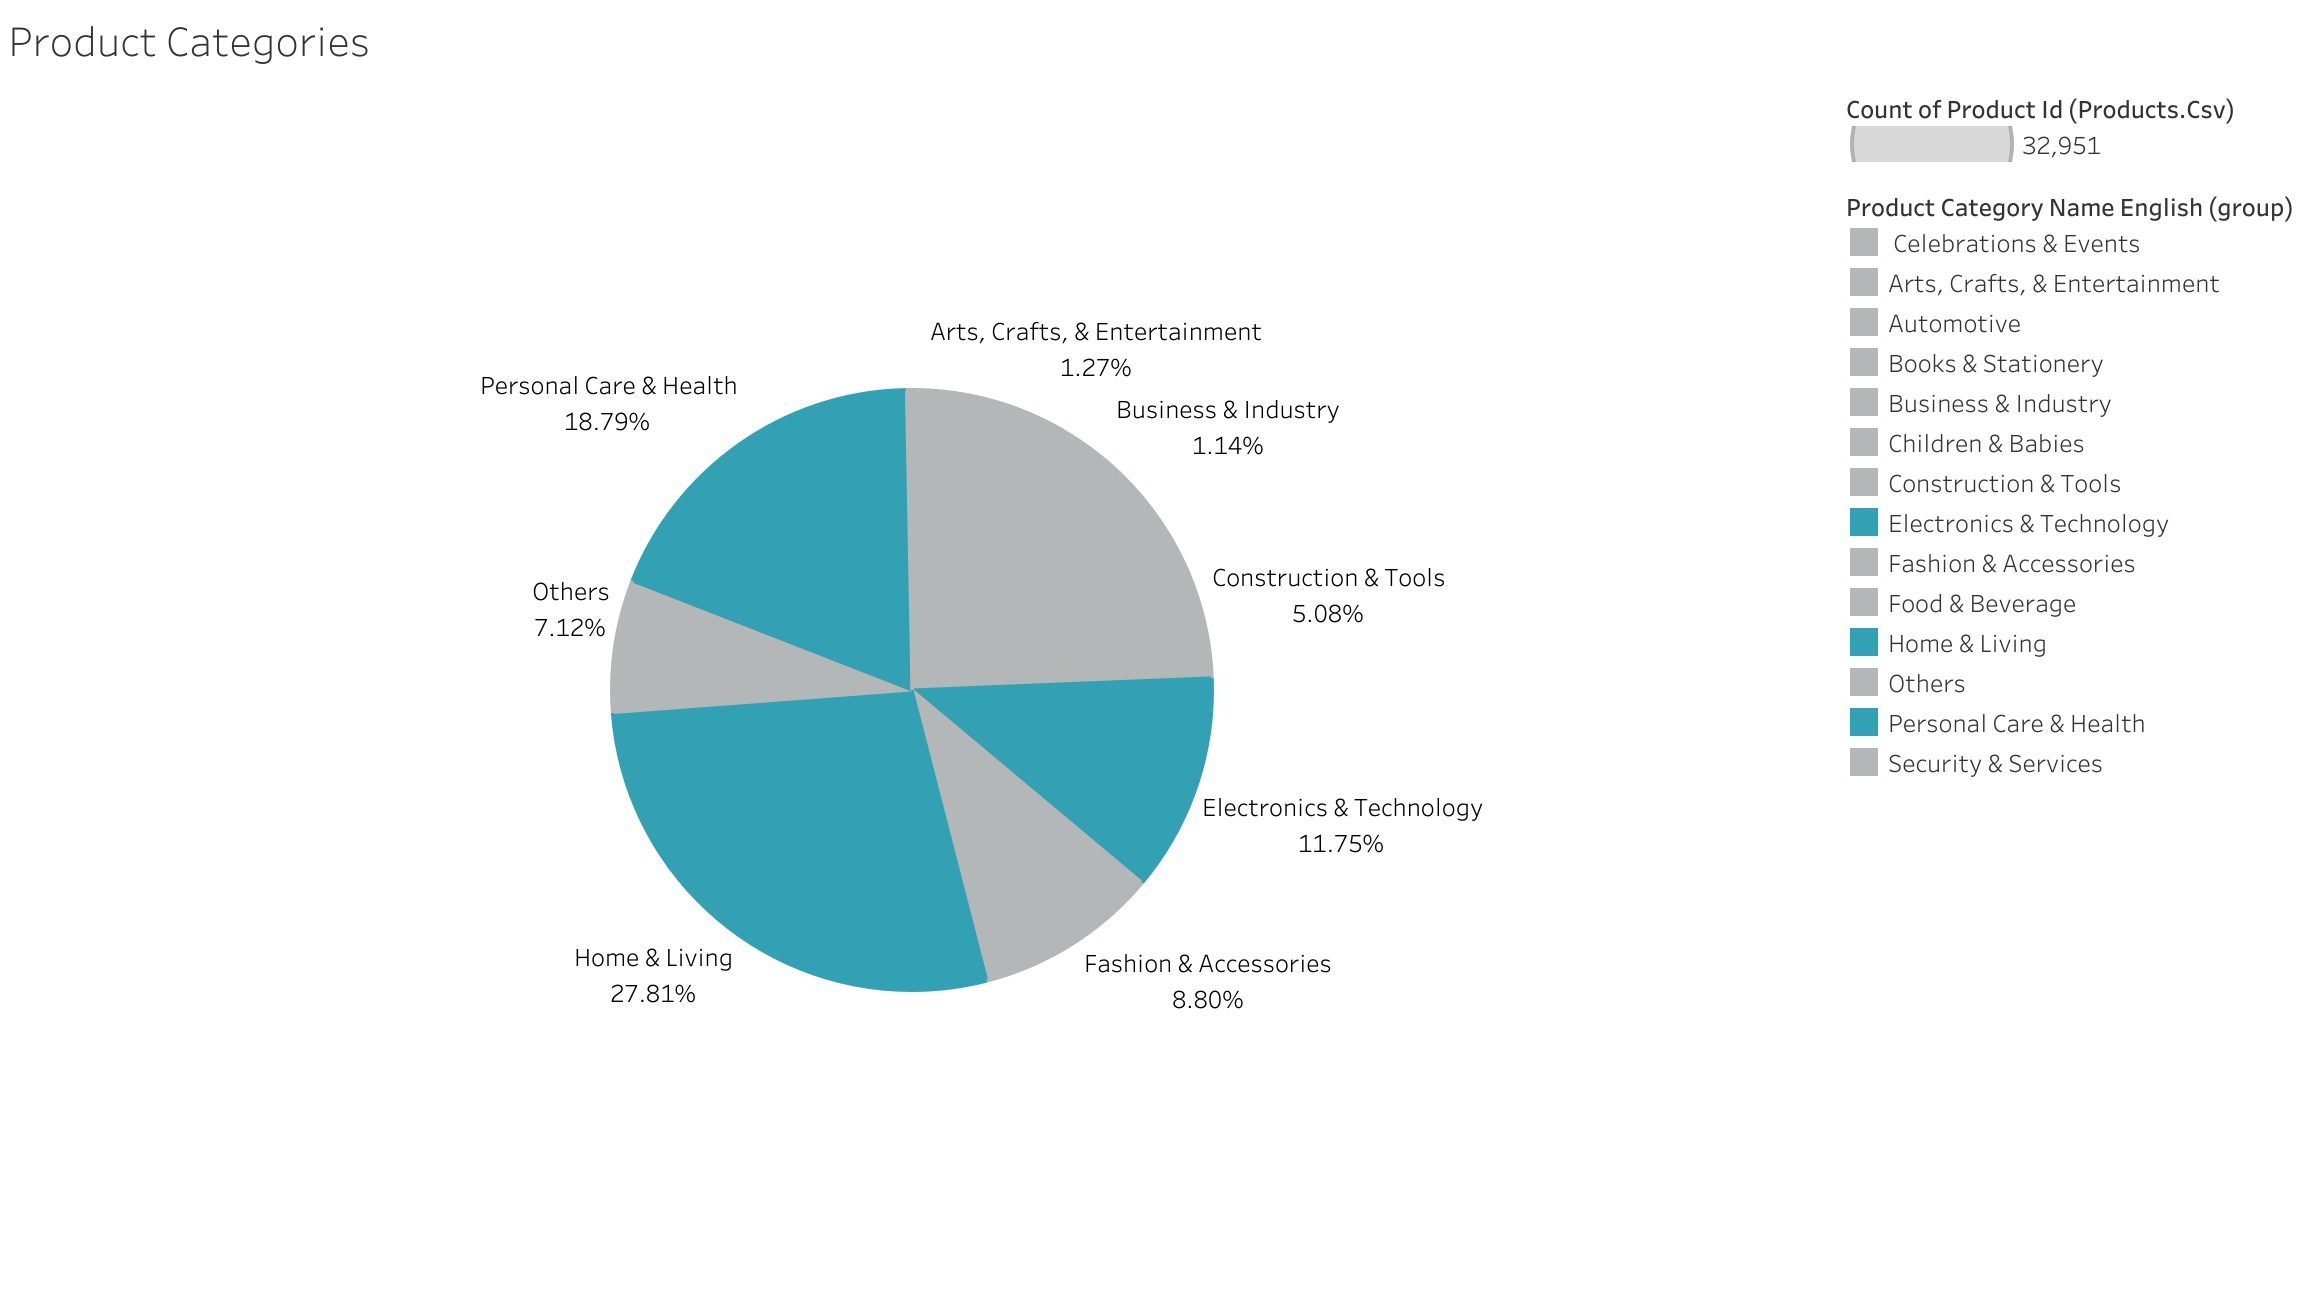 Product Categories
Count of Product Id (Products.Csv)
32,951
Product Category Name English (group)
Celebrations & Events
Arts, Crafts, & Entertainment
Automotive
Books & Stationery
Business & Industry
Children & Babies
Construction & Tools
Electronics & Technology
Fashion & Accessories
Food & Beverage
Home & Living
Others
Personal Care & Health
Security & Services
Arts, Crafts, & Entertainment
1.27%
Business & Industry
1.14%
Construction & Tools
5.08%
Electronics & Technology
11.75%
Fashion & Accessories
8.80%
Home & Living
27.81%
Others
7.12%
Personal Care & Health
18.79%